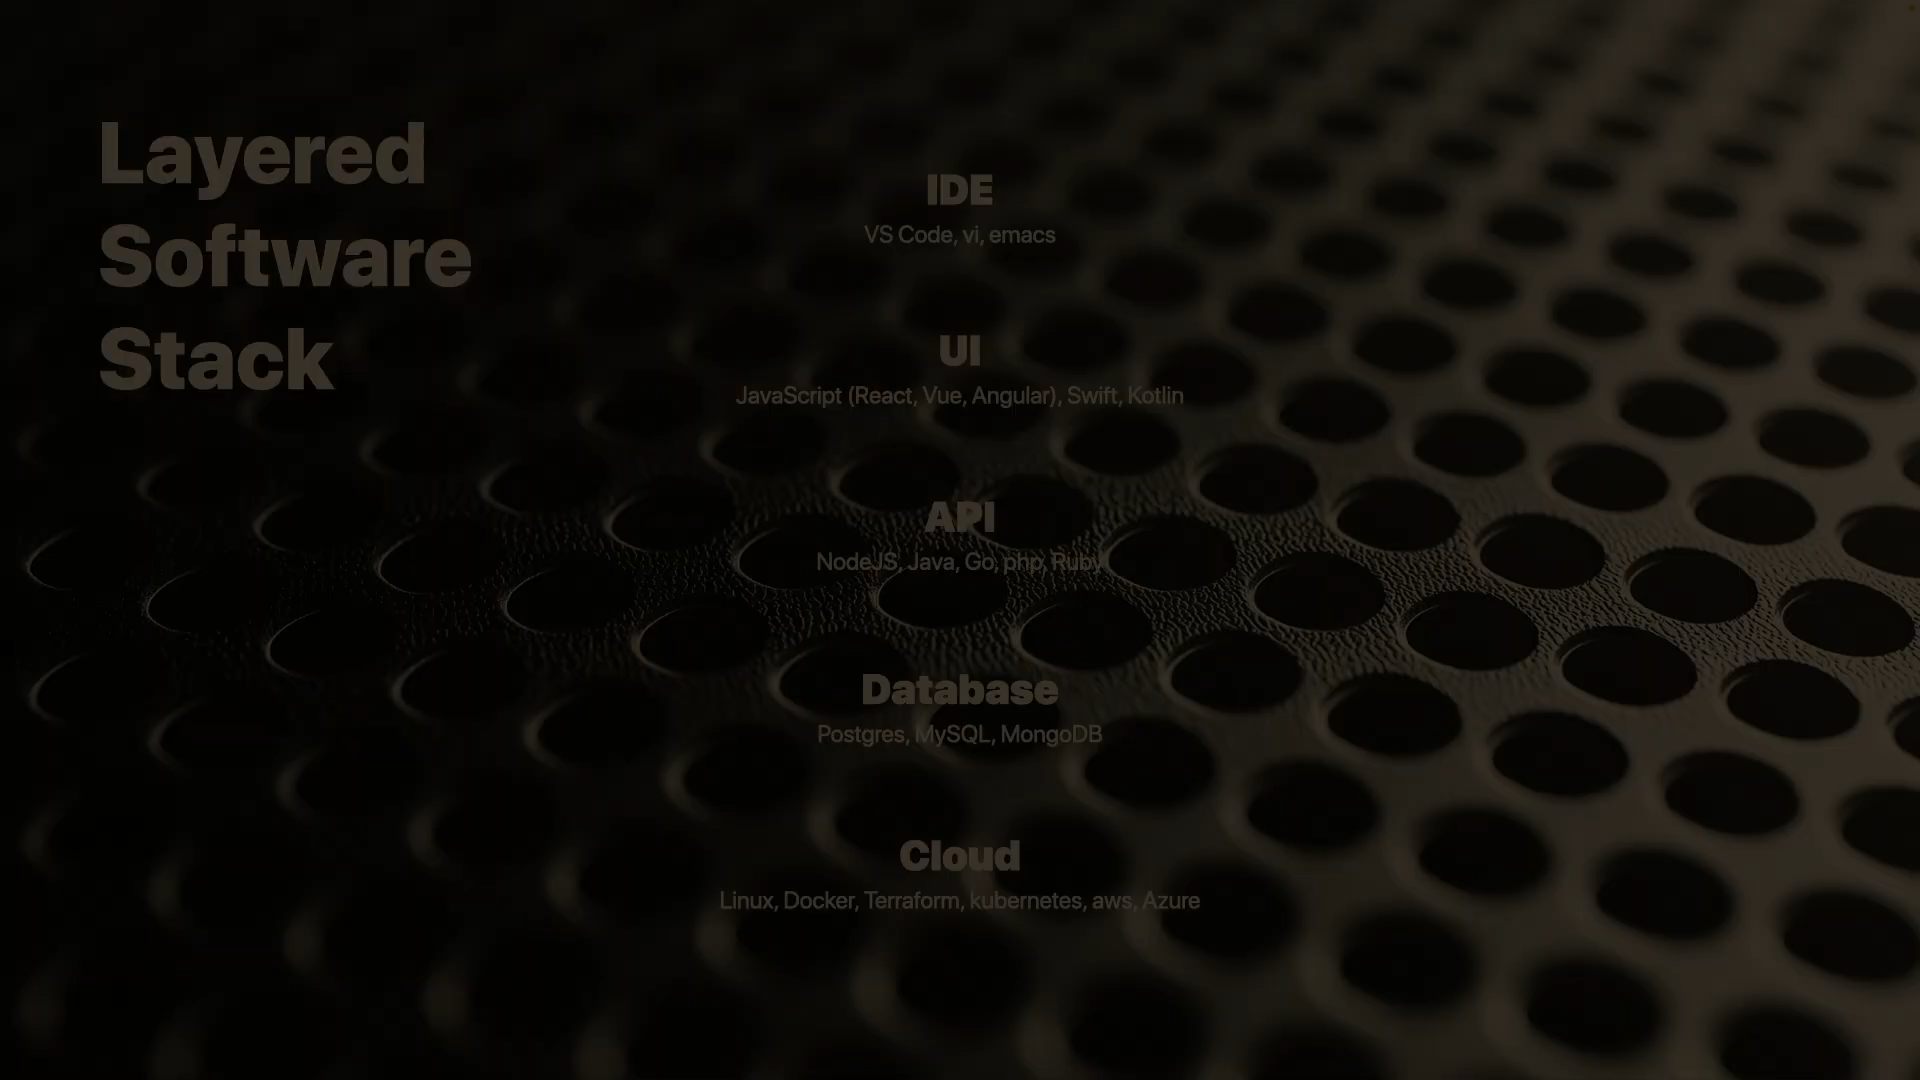 Layered
Software
Stack
IDE
VS Code, vi, emacs
UI
JavaScript (React, Vue, Angular), Swift, Kotlin
API
NodeJS, Java, Go, php, Ruby
Database
Postgres, MySQL, MongoDB
Cloud
Linux, Docker, Terraform, kubernetes, aws, Azure